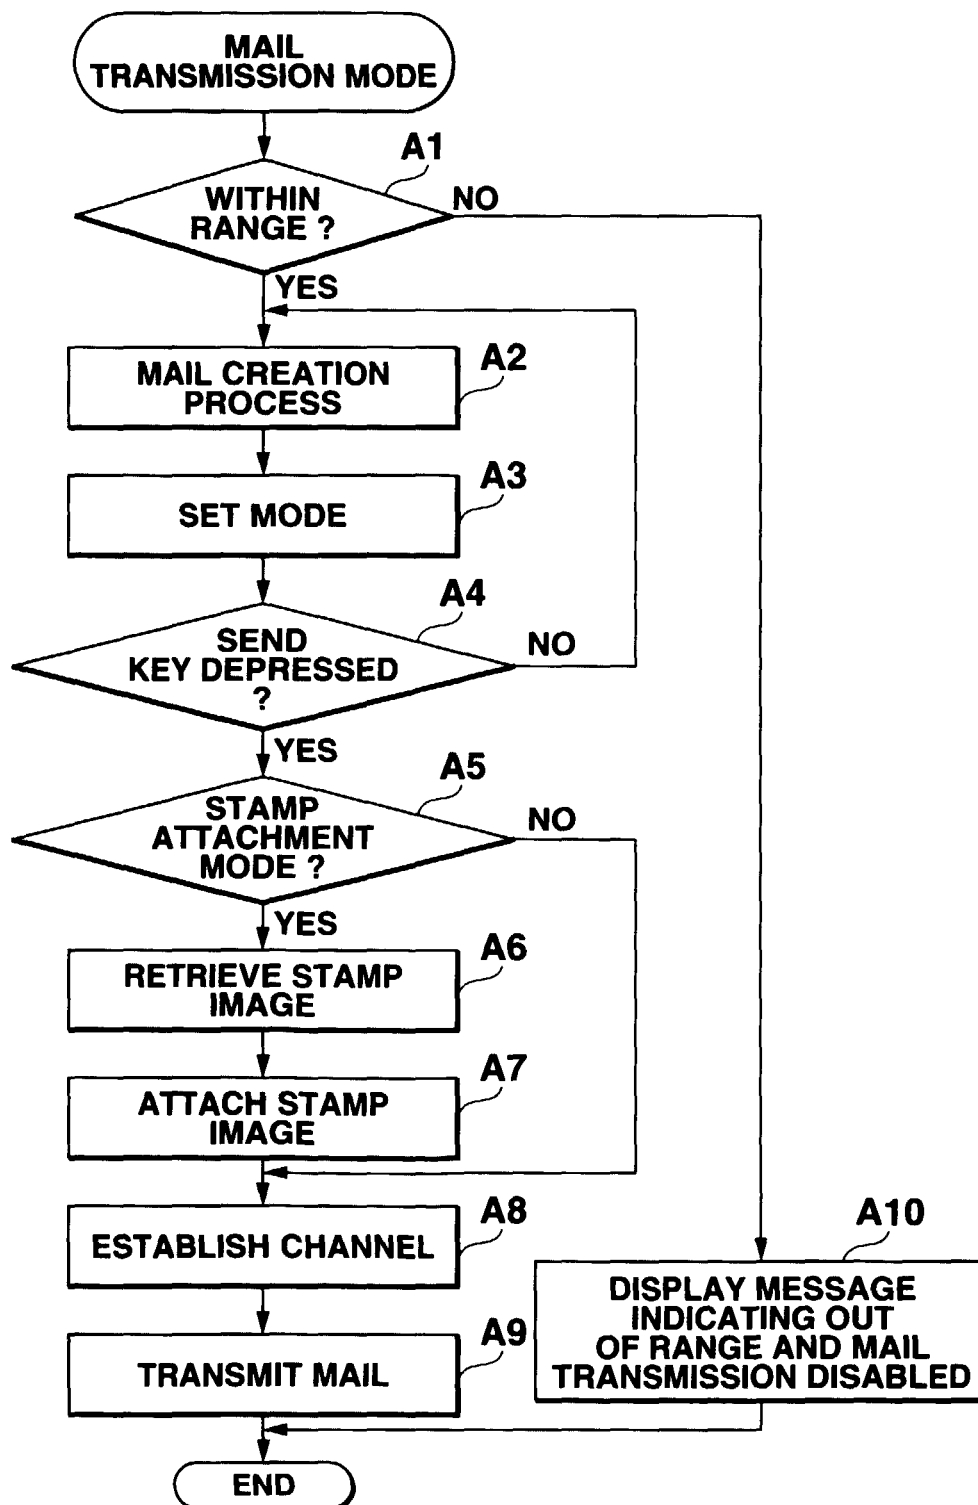 MAIL
TRANSMISSION MODE
A1
WITHIN
RANGE ?
NO
YES
A2
MAIL CREATION
PROCESS
A3
SET MODE
A4
SEND
KEY DEPRESSED
?
NO
YES
A5
STAMP
ATTACHMENT
MODE ?
NO
YES
A6
RETRIEVE STAMP
IMAGE
A7
ATTACH STAMP
IMAGE
A8
ESTABLISH CHANNEL
A9
TRANSMIT MAIL
A10
DISPLAY MESSAGE
INDICATING OUT
OF RANGE AND MAIL
TRANSMISSION DISABLED
END